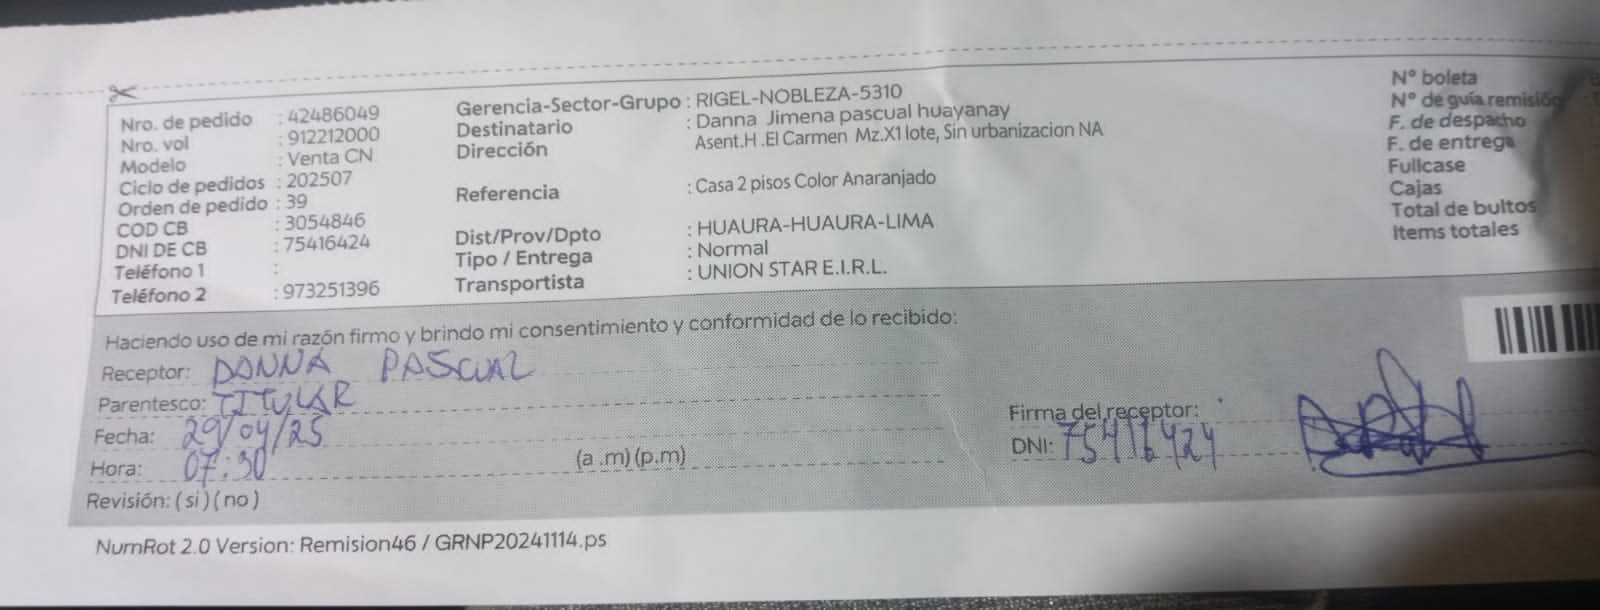 Nro. de pedido : 42486049
Nro. vol : 912212000
Modelo : Venta CN
Ciclo de pedidos : 202507
Orden de pedido : 39
COD CB : 3054846
DNI DE CB : 75416424
Teléfono 1 :
Teléfono 2 : 973251396
Gerencia-Sector-Grupo : RIGEL-NOBLEZA-5310
Destinatario : Danna Jimena pascual huayanay
Dirección Asent.H .El Carmen Mz.X1 lote, Sin urbanizacion NA
Referencia : Casa 2 pisos Color Anaranjado
Dist/Prov/Dpto : HUAURA-HUAURA-LIMA
Tipo / Entrega : Normal
Transportista : UNION STAR E.I.R.L.
N° boleta
N° de guía remisión
F. de despacho
F. de entrega
Fullcase
Cajas
Total de bultos
Items totales
Haciendo uso de mi razón firmo y brindo mi consentimiento y conformidad de lo recibido:
Receptor: DANNA PASCUAL
Parentesco: TITULAR
Fecha: 29/04/25
Hora: 07:30 (a .m) (p.m)
Revisión: ( si ) ( no )
Firma del receptor:
DNI: 75416424
NumRot 2.0 Version: Remision46 / GRNP20241114.ps